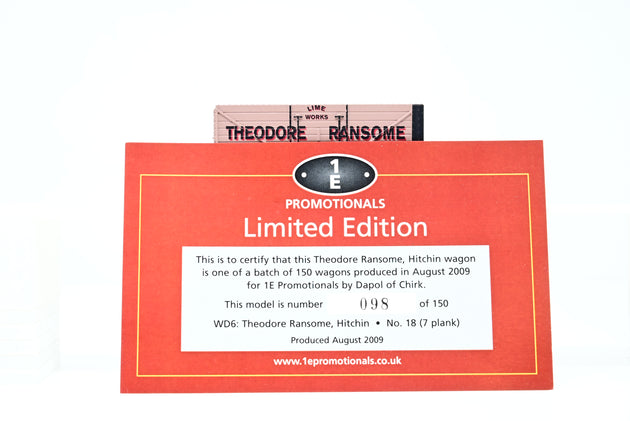 LIME
WORKS
THEODORE RANSOME
1
E
PROMOTIONALS
Limited Edition
This is to certify that this Theodore Ransome, Hitchin wagon
is one of a batch of 150 wagons produced in August 2009
for 1E Promotionals by Dapol of Chirk.
This model is number 098 of 150
WD6: Theodore Ransome, Hitchin • No. 18 (7 plank)
Produced August 2009
www.1epromotionals.co.uk